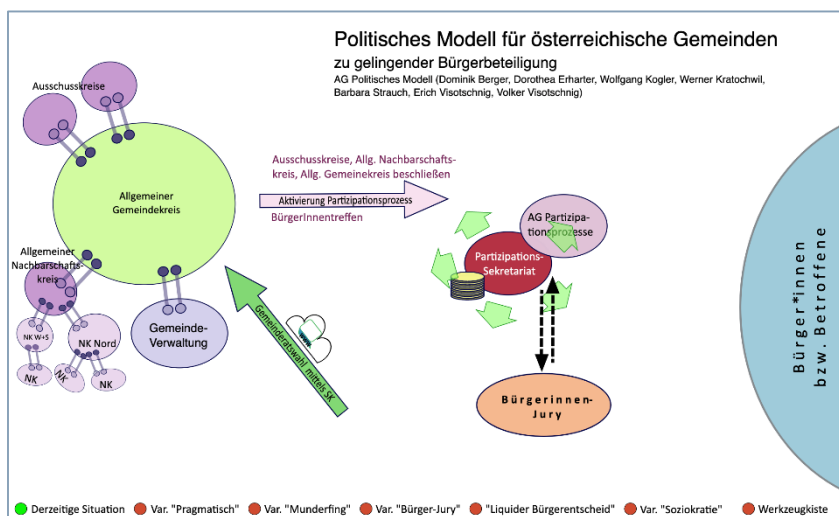 Politisches Modell für österreichische Gemeinden
zu gelingender Bürgerbeteiligung
AG Politisches Modell (Dominik Berger, Dorothea Erharter, Wolfgang Kogler, Werner Kratochwil,
Barbara Strauch, Erich Visotschnig, Volker Visotschnig)
Ausschusskreise
Allgemeiner
Gemeindekreis
Ausschusskreise, Allg. Nachbarschafts-
kreis, Allg. Gemeinekreis beschließen
Aktivierung Partizipationsprozess
BürgerInnentreffen
AG Partizipa-
tionsprozesse
Partizipations-
Sekretariat
Allgemeiner
Nachbarschafts-
kreis
Gemeinde-
Verwaltung
NK W+S
NK Nord
NK
NK
NK
Gemeinderatswahl mittels SK
Bürgerinnen-
Jury
Bürger*innen
bzw. Betroffene
Derzeitige Situation
Var. "Pragmatisch"
Var. "Munderfing"
Var. "Bürger-Jury"
"Liquider Bürgerentscheid"
Var. "Soziokratie"
Werkzeugkiste